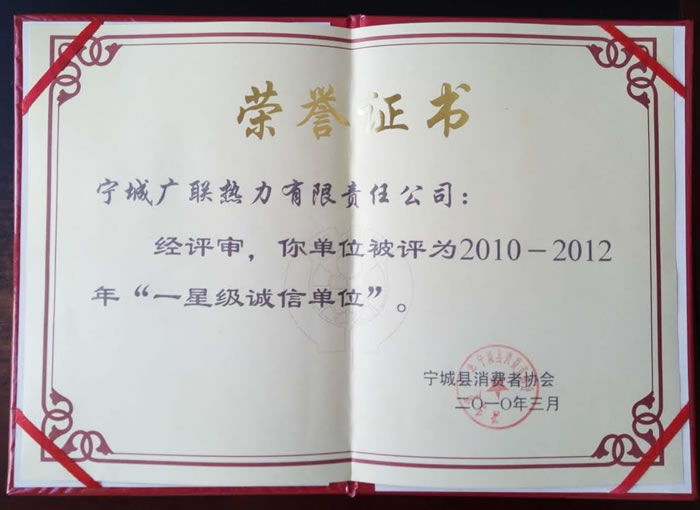 荣誉证书
宁城广联热力有限责任公司：
经评审，你单位被评为2010－2012
年“一星级诚信单位”。
宁城县消费者协会
二〇一〇年三月